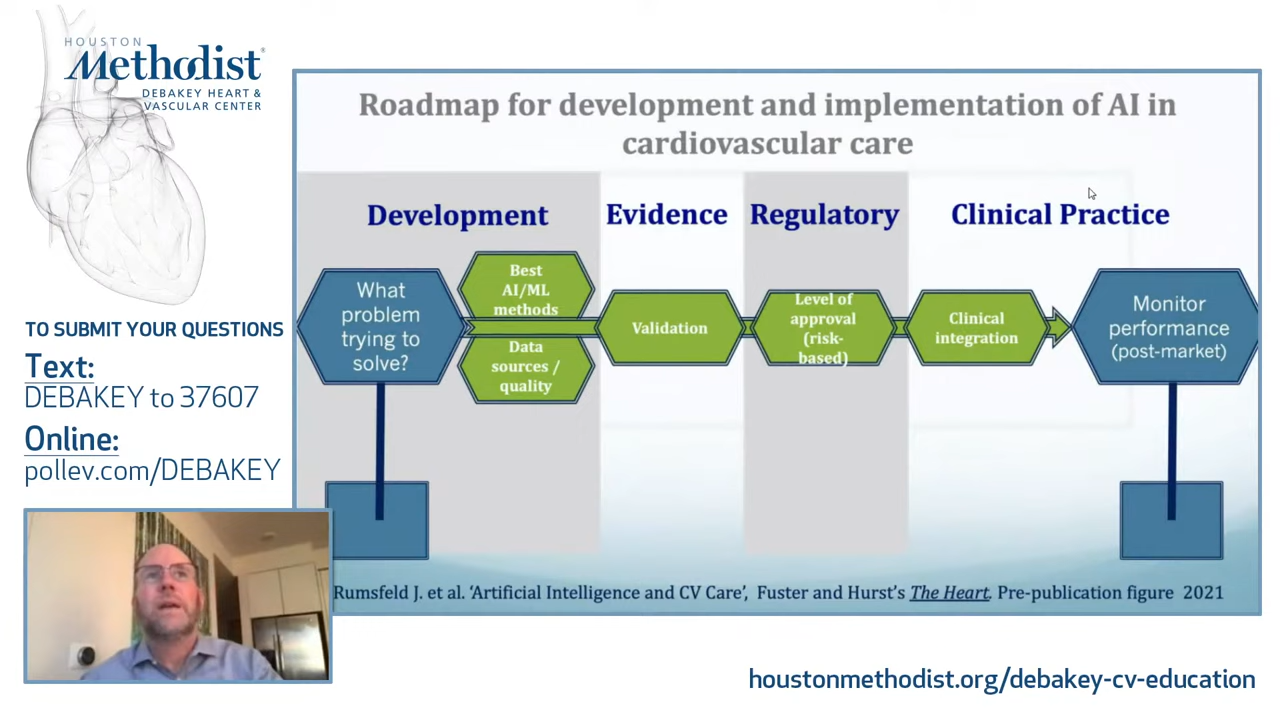 HOUSTON
Methodist®
DEBAKEY HEART &
VASCULAR CENTER
TO SUBMIT YOUR QUESTIONS
Text:
DEBAKEY to 37607
Online:
pollev.com/DEBAKEY
Roadmap for development and implementation of AI in
cardiovascular care
Development
Evidence
Regulatory
Clinical Practice
What
problem
trying to
solve?
Best
AI/ML
methods
Data
sources /
quality
Validation
Level of
approval
(risk-
based)
Clinical
integration
Monitor
performance
(post-market)
Rumsfeld J. et al. ‘Artificial Intelligence and CV Care’, Fuster and Hurst’s The Heart. Pre-publication figure 2021
houstonmethodist.org/debakey-cv-education